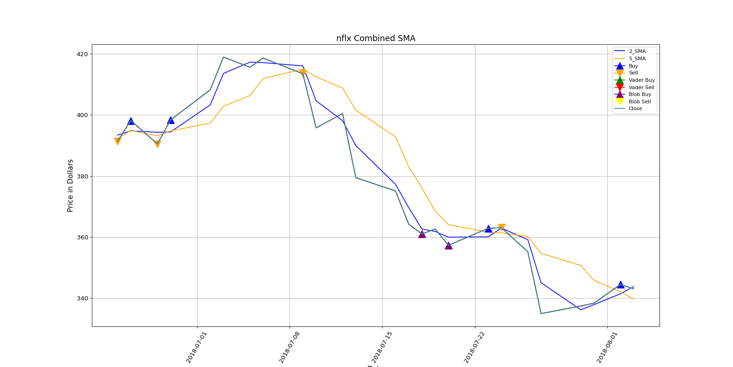 nflx Combined SMA
420
400
380
360
340
Price in Dollars
2_SMA
5_SMA
Buy
Sell
Vader Buy
Vader Sell
Blob Buy
Blob Sell
Close
2018-07-01
2018-07-08
2018-07-15
2018-07-22
2018-08-01